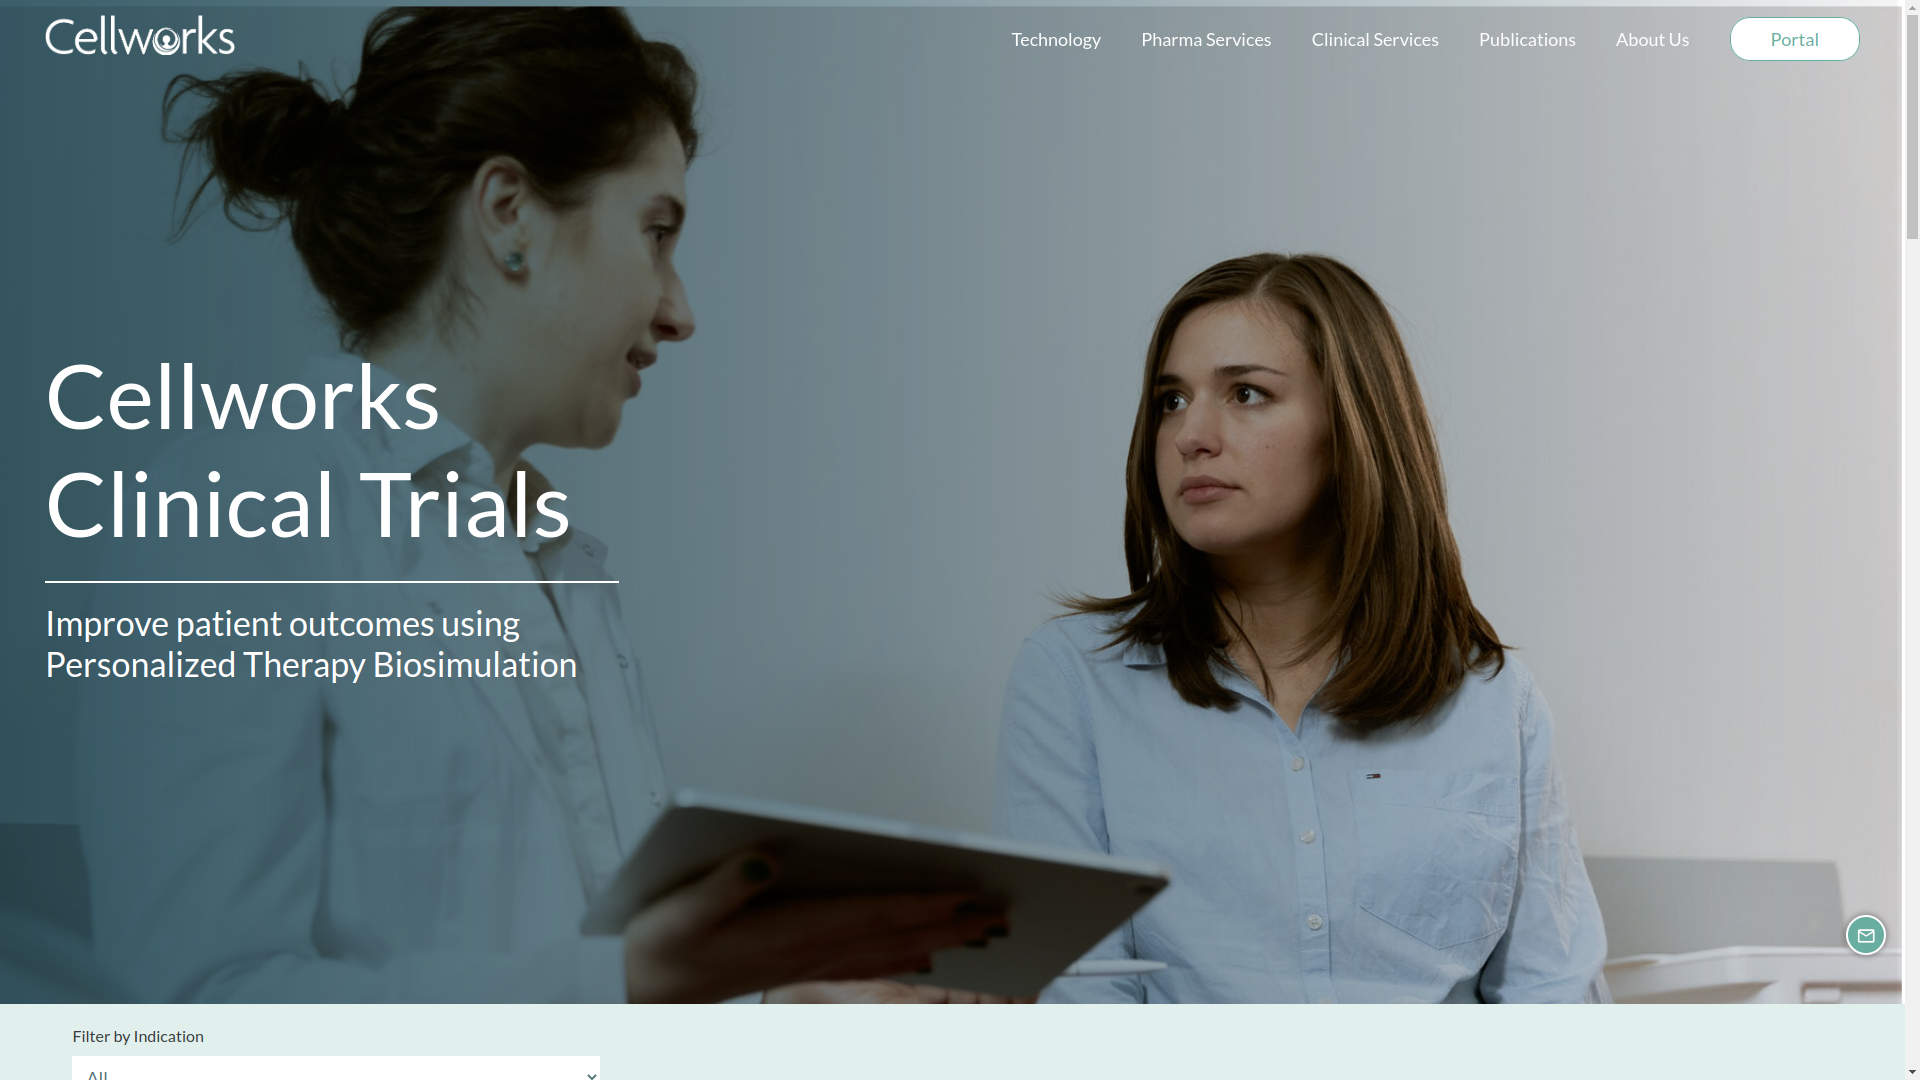 Cellworks
Technology
Pharma Services
Clinical Services
Publications
About Us
Portal
Cellworks
Clinical Trials
Improve patient outcomes using
Personalized Therapy Biosimulation
Filter by Indication
All